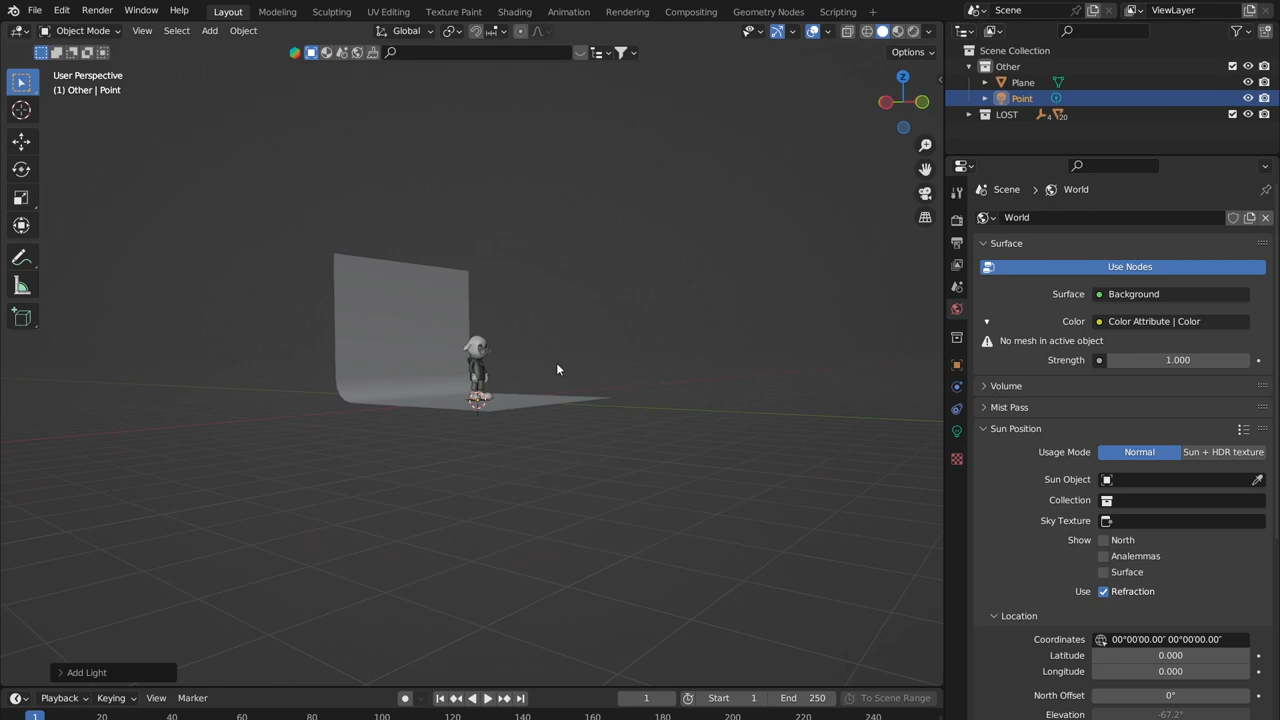 File Edit Render Window Help Layout Modeling Sculpting UV Editing Texture Paint Shading Animation Rendering Compositing Geometry Nodes Scripting Scene ViewLayer
Object Mode View Select Add Object Global
Options
User Perspective
(1) Other | Point
Z
Add Light
Playback Keying View Marker 1 Start 1 End 250 To Scene Range
1 20 40 60 80 100 120 140 160 180 200 220 240
Scene Collection
Other
Plane
Point
LOST 4 20
Scene World
World
Surface
Use Nodes
Surface Background
Color Color Attribute | Color
No mesh in active object
Strength 1.000
Volume
Mist Pass
Sun Position
Usage Mode Normal Sun + HDR texture
Sun Object
Collection
Sky Texture
Show North
Analemmas
Surface
Use Refraction
Location
Coordinates 00°00'00.00″ 00°00'00.00″
Latitude 0.000
Longitude 0.000
North Offset 0°
Elevation -67.2°